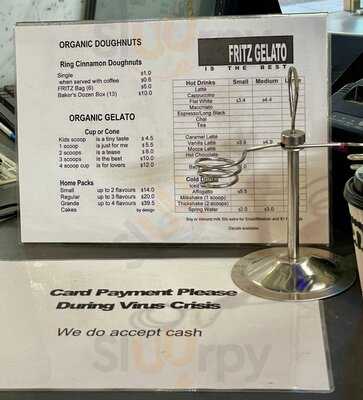 ORGANIC DOUGHNUTS
Ring Cinnamon Doughnuts
Single $1.0
when served with coffee $0.6
FRITZ Bag (6) $5.0
Baker's Dozen Box (13) $10.0
ORGANIC GELATO
Cup or Cone
Kids scoop is a tiny taste $4.5
1 scoop is just for me $5.5
2 scoops is a tease $8.0
3 scoops is the best $10.0
4 scoop cup is for lovers $12.0
Home Packs
Small up to 2 flavours $14.0
Regular up to 3 flavours $20.0
Granda up to 4 flavours $39.5
Cakes by design
FRITZ GELATO
IS THE BEST
Hot Drinks Small Medium
Latte
Cappuccino
Flat White $3.4 $4.4
Macchiato
Espresso/Long Black
Chai
Tea
Caramel Latte
Vanilla Latte
Mocca Latte
Hot Chocolate
Cold
Affogato $5.5
Milkshake (1 scoop)
Thickshake (2 scoops)
Spring Water $2.0 $3.0
Decafs available
Card Payment Please
During Virus Crisis
We do accept cash
Sluurpy